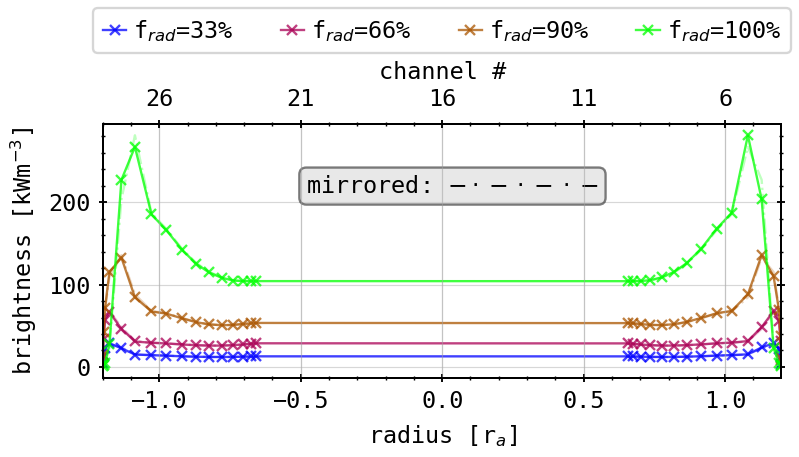 f_rad=33% f_rad=66% f_rad=90% f_rad=100%
channel #
26 21 16 11 6
brightness [kWm⁻³]
200
100
0
mirrored:
−1.0 −0.5 0.0 0.5 1.0
radius [r_a]